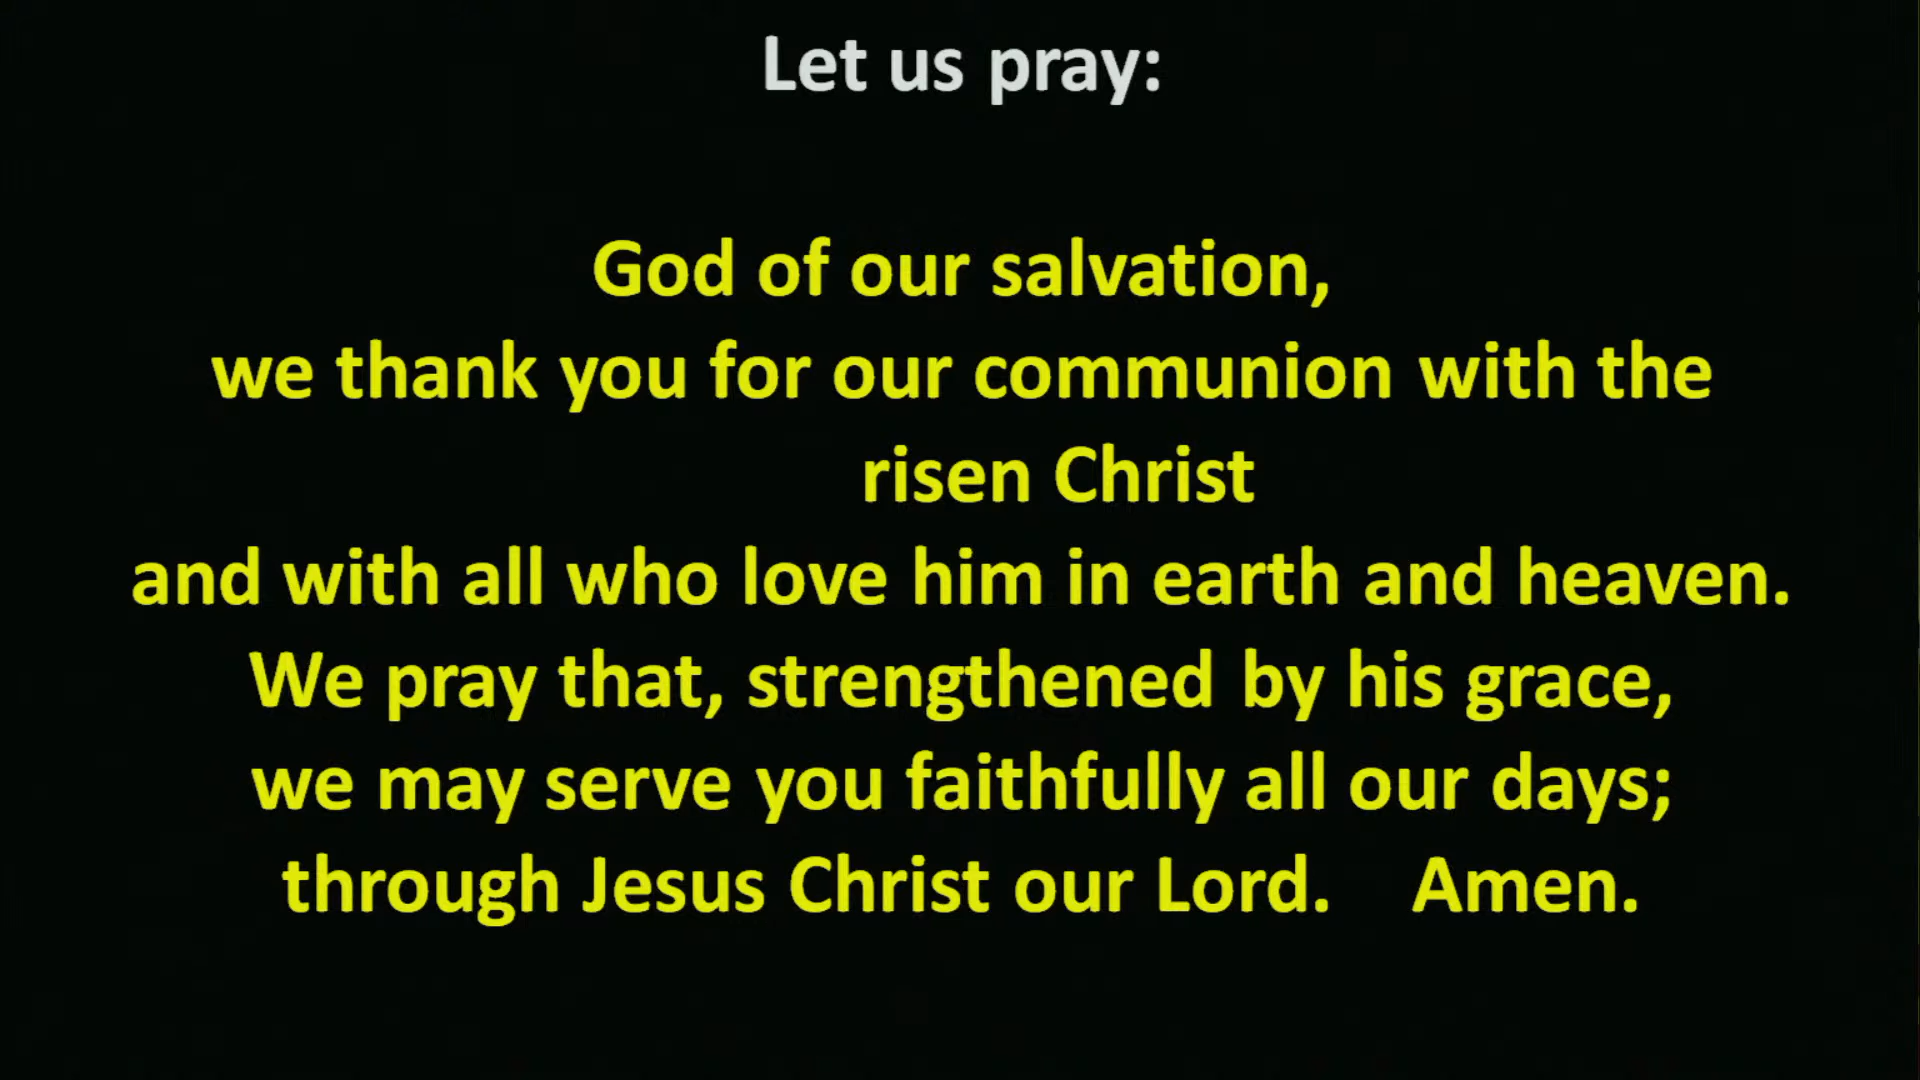 Let us pray:
God of our salvation,
we thank you for our communion with the
risen Christ
and with all who love him in earth and heaven.
We pray that, strengthened by his grace,
we may serve you faithfully all our days;
through Jesus Christ our Lord. Amen.